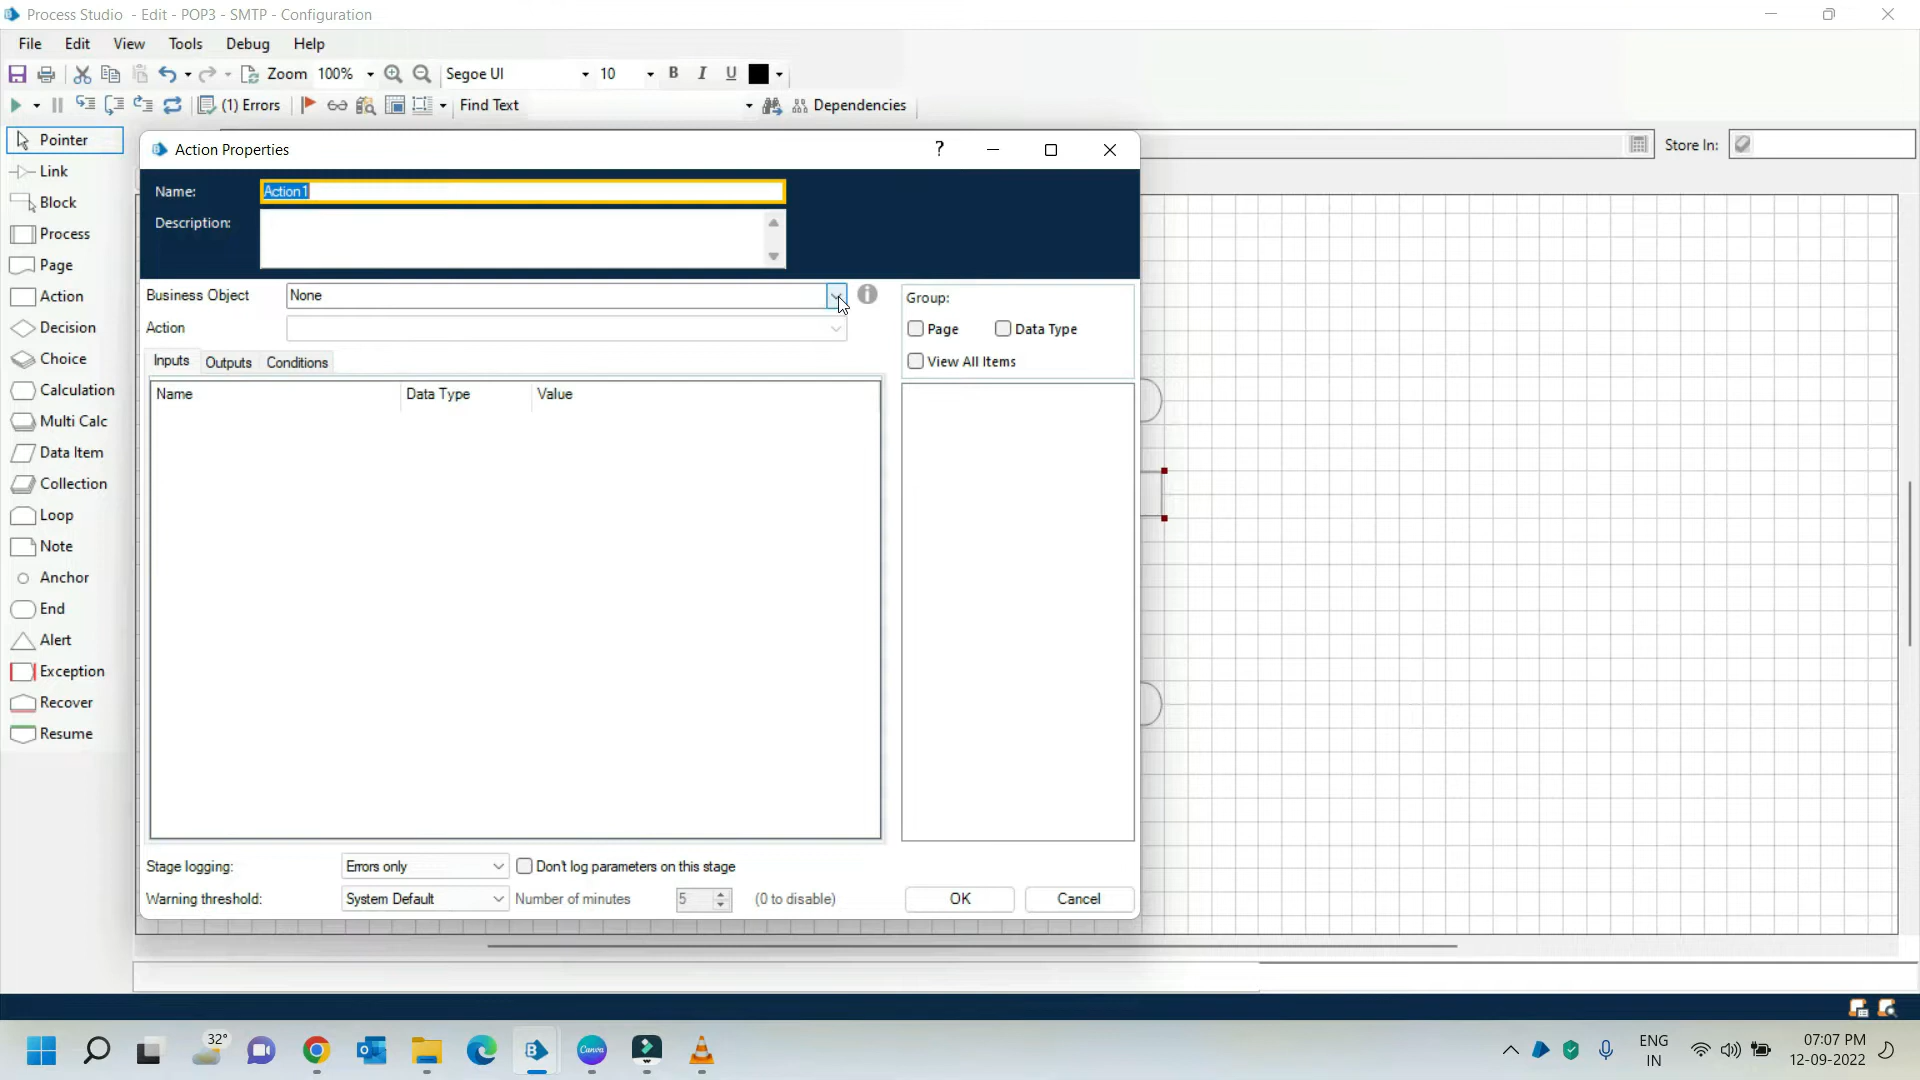 Process Studio - Edit - POP3 - SMTP - Configuration
File Edit View Tools Debug Help
Zoom 100% Segoe UI 10 B I U
(1) Errors Find Text Dependencies
Pointer
Link
Block
Process
Page
Action
Decision
Choice
Calculation
Multi Calc
Data Item
Collection
Loop
Note
Anchor
End
Alert
Exception
Recover
Resume
Store In:
Action Properties ?
Name: Action1
Description:
Business Object None
Action
Group:
Page Data Type
View All Items
Inputs Outputs Conditions
Name Data Type Value
Stage logging: Errors only Don't log parameters on this stage
Warning threshold: System Default Number of minutes 5 (0 to disable)
OK Cancel
32°
Canva
ENG
IN
07:07 PM
12-09-2022